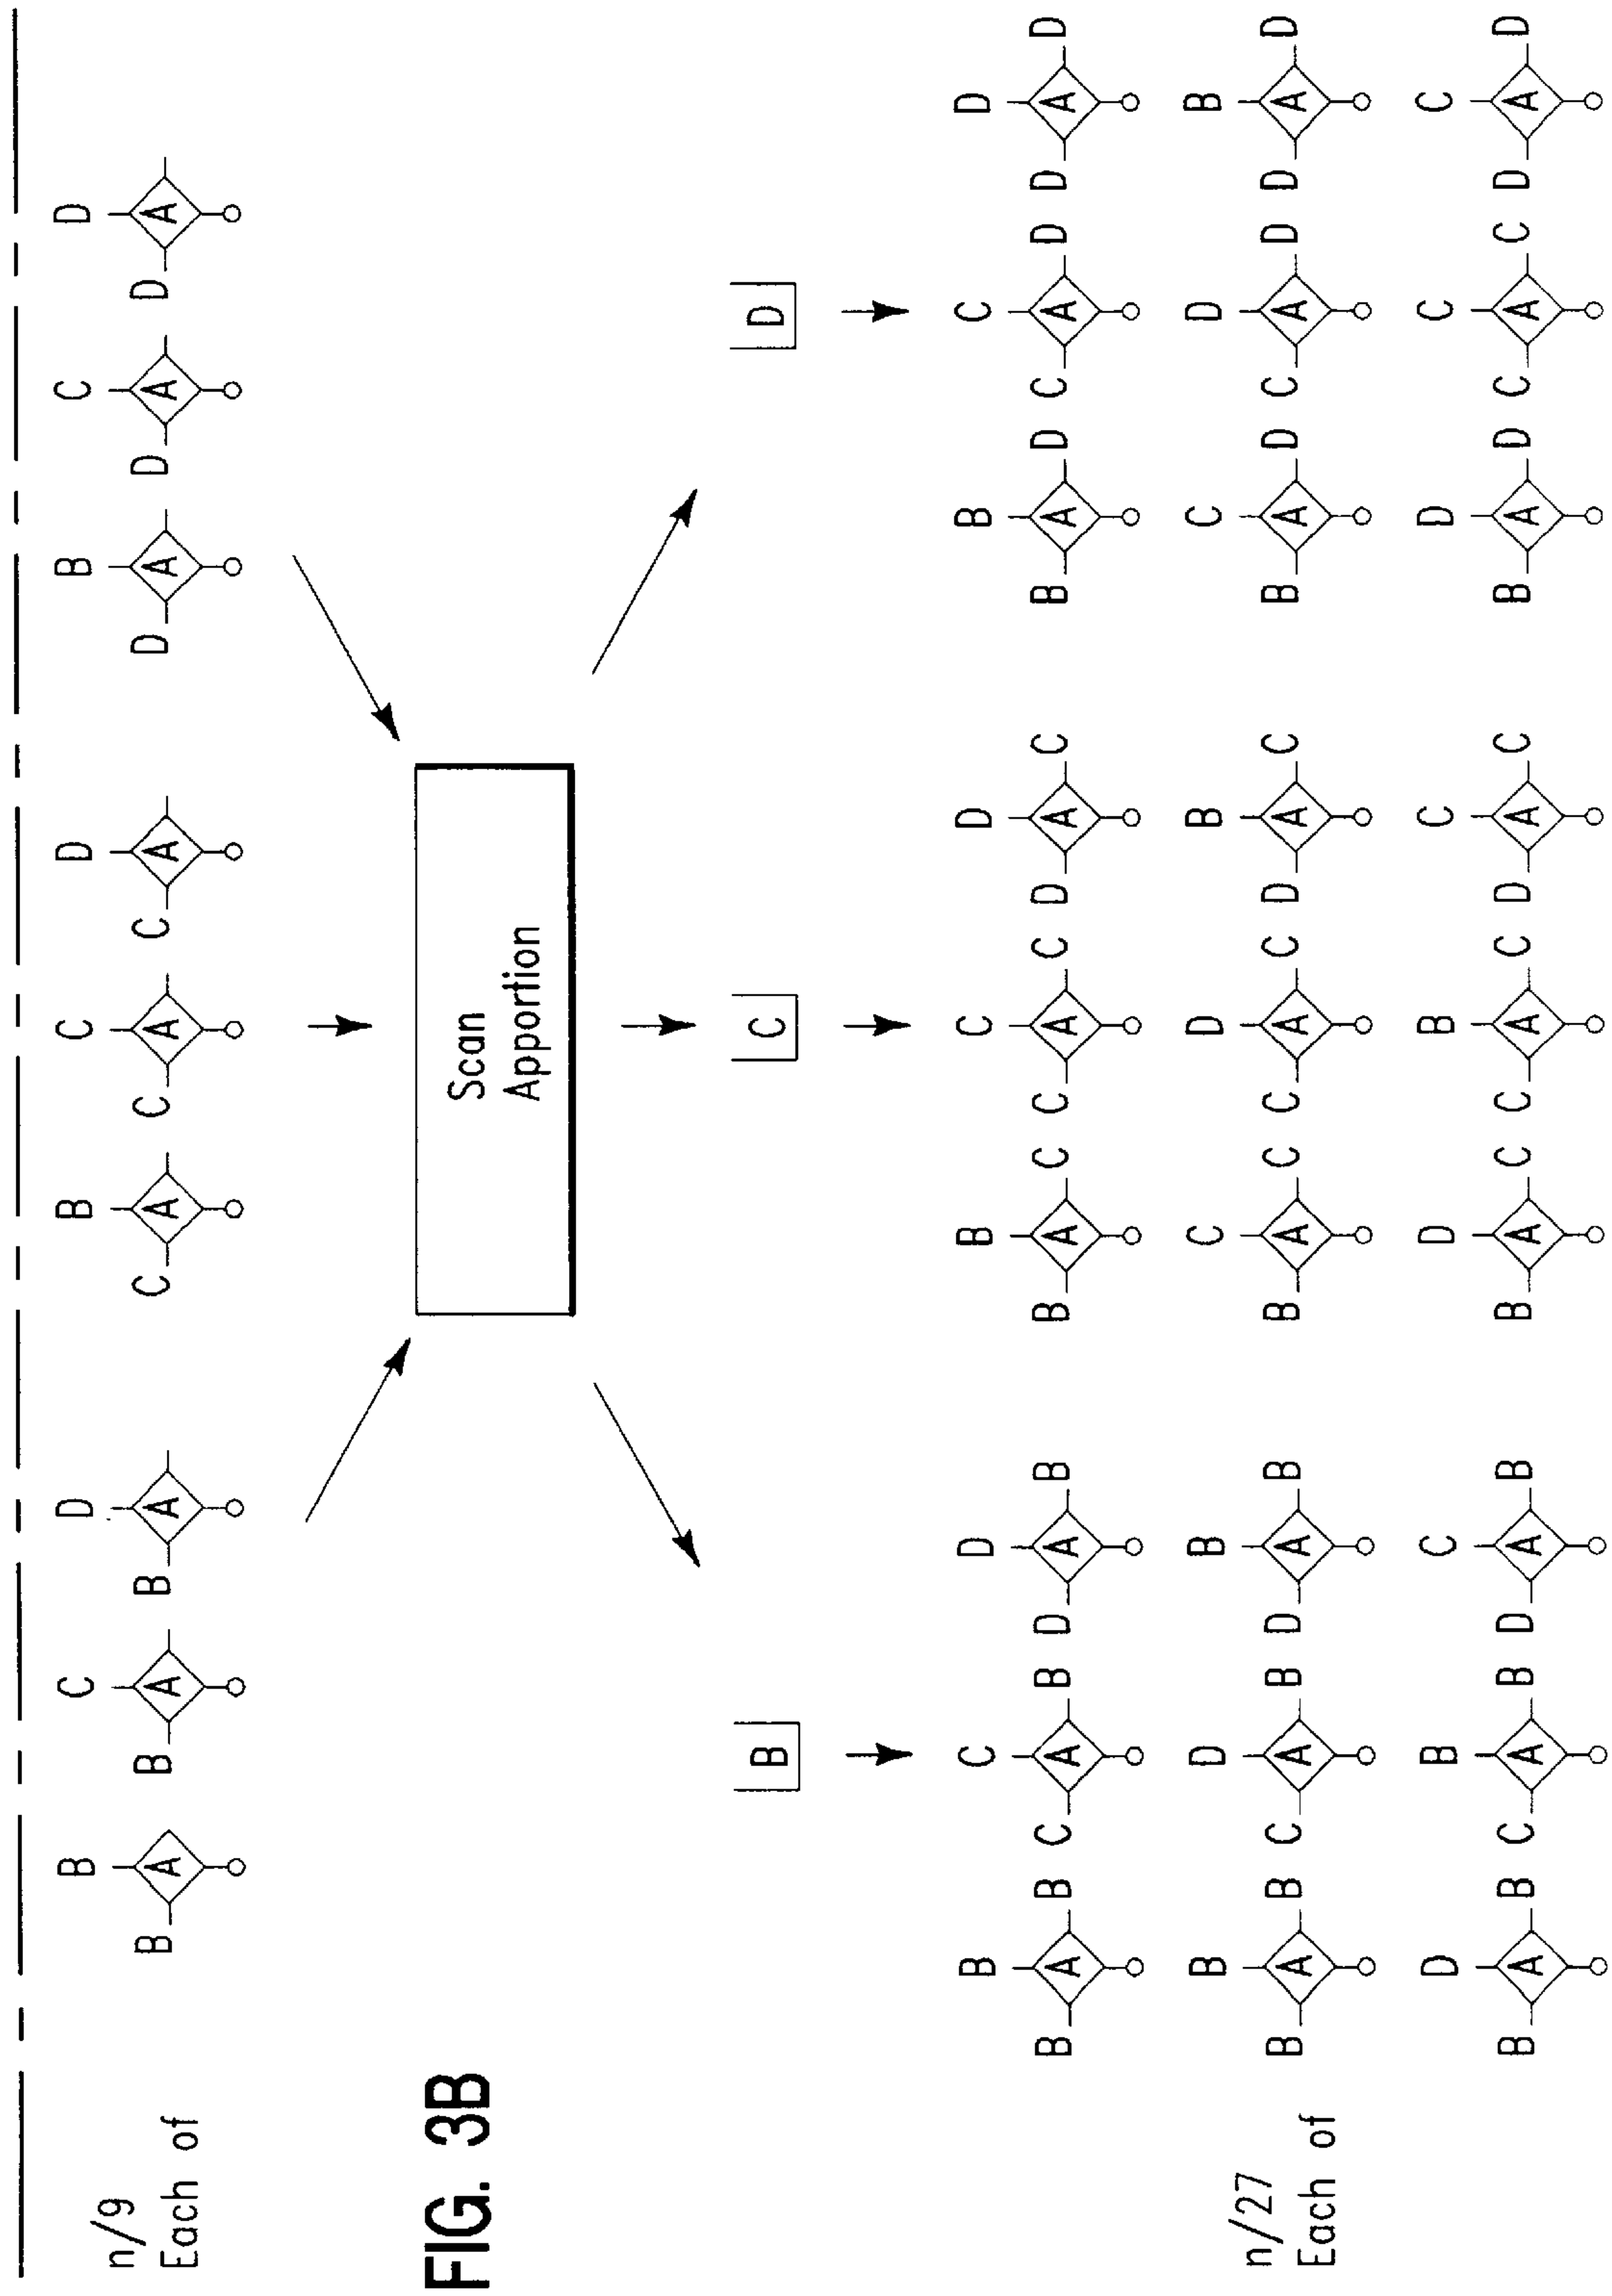 B C D B C D B C D
n/9
Each of
B A B A B A C A C A C A D A D A D A
FIG. 3B
Scan
Apportion
B C D
B C D B C D B C D
B A B C A B D A B B A C C A C D A C B A D C A D D A D
B D B C D B C D B
n/27
Each of
B A B C A B D A B B A C C A C D A C B A D C A D D A D
D B C D B C D C C
B A B C A B D A B B A C C A C D A C B A D C A C D A D